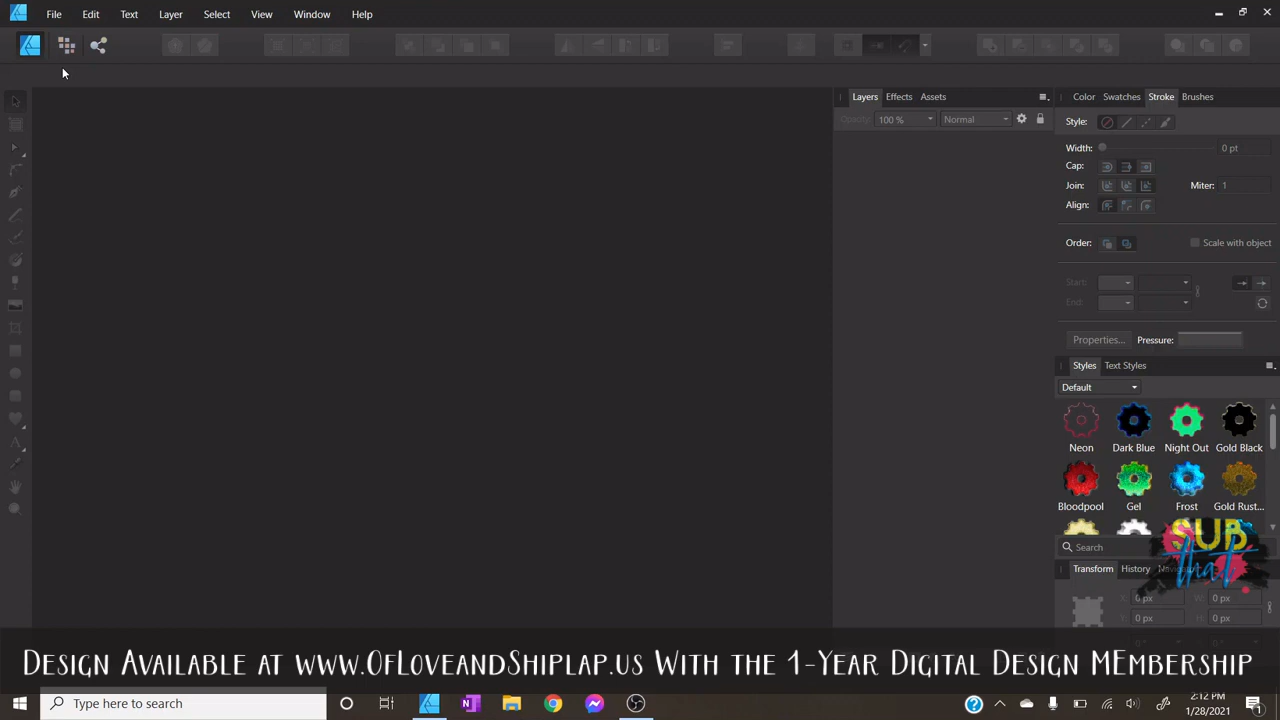 File Edit Text Layer Select View Window Help
Layers Effects Assets
Color Swatches Stroke Brushes
Opacity: 100 % Normal
Style:
Width: 0 pt
Cap:
Join: Miter: 1
Align:
Order: Scale with object
Start:
End:
Properties... Pressure:
Styles Text Styles
Default
Neon Dark Blue Night Out Gold Black
Bloodpool Gel Frost Gold Rust...
Search
SUB
that
Transform History
X: 0 px W: 0 px
Y: 0 px H: 0 px
Design Available at www.OfLoveandShiplap.us With the 1-Year Digital Design MEmbership
Type here to search
2:12 PM
1/28/2021